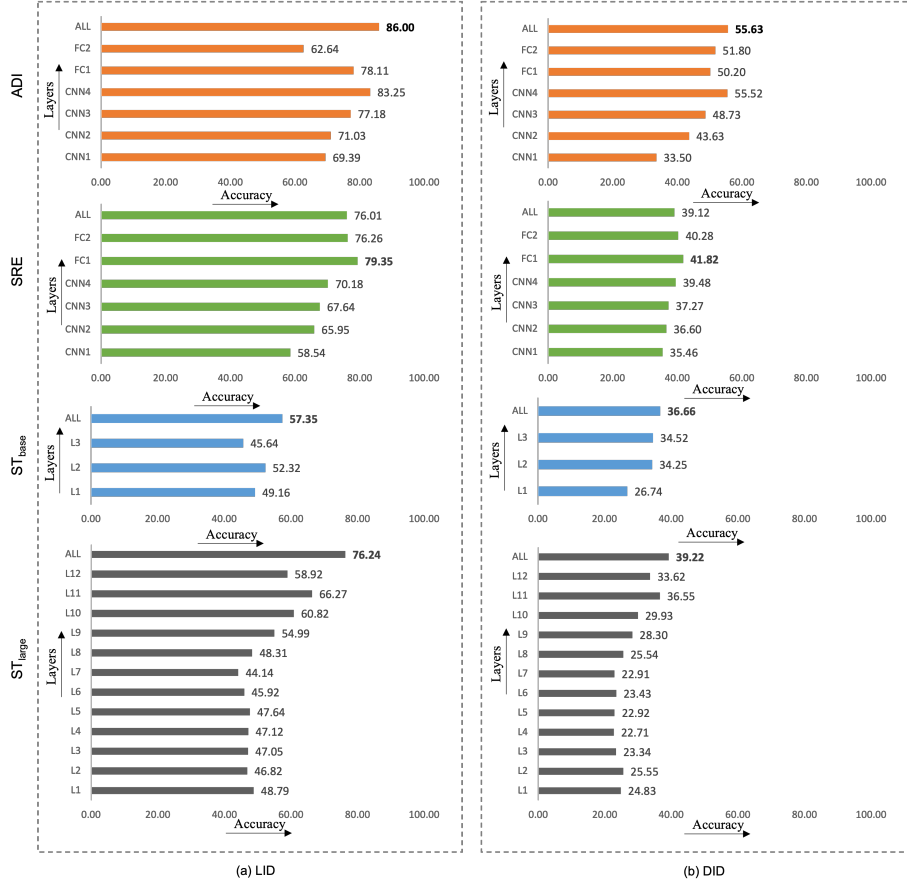 ADI
Layers
ALL 86.00
FC2 62.64
FC1 78.11
CNN4 83.25
CNN3 77.18
CNN2 71.03
CNN1 69.39
0.00 20.00 40.00 60.00 80.00 100.00
Accuracy
ALL 55.63
FC2 51.80
FC1 50.20
CNN4 55.52
CNN3 48.73
CNN2 43.63
CNN1 33.50
Layers
0.00 20.00 40.00 60.00 80.00 100.00
Accuracy
SRE
Layers
ALL 76.01
FC2 76.26
FC1 79.35
CNN4 70.18
CNN3 67.64
CNN2 65.95
CNN1 58.54
0.00 20.00 40.00 60.00 80.00 100.00
Accuracy
ALL 39.12
FC2 40.28
FC1 41.82
CNN4 39.48
CNN3 37.27
CNN2 36.60
CNN1 35.46
Layers
0.00 20.00 40.00 60.00 80.00 100.00
Accuracy
STbase
Layers
ALL 57.35
L3 45.64
L2 52.32
L1 49.16
0.00 20.00 40.00 60.00 80.00 100.00
Accuracy
ALL 36.66
L3 34.52
L2 34.25
L1 26.74
Layers
0.00 20.00 40.00 60.00 80.00 100.00
Accuracy
STlarge
Layers
ALL 76.24
L12 58.92
L11 66.27
L10 60.82
L9 54.99
L8 48.31
L7 44.14
L6 45.92
L5 47.64
L4 47.12
L3 47.05
L2 46.82
L1 48.79
0.00 20.00 40.00 60.00 80.00 100.00
Accuracy
ALL 39.22
L12 33.62
L11 36.55
L10 29.93
L9 28.30
L8 25.54
L7 22.91
L6 23.43
L5 22.92
L4 22.71
L3 23.34
L2 25.55
L1 24.83
Layers
0.00 20.00 40.00 60.00 80.00 100.00
Accuracy
(a) LID
(b) DID